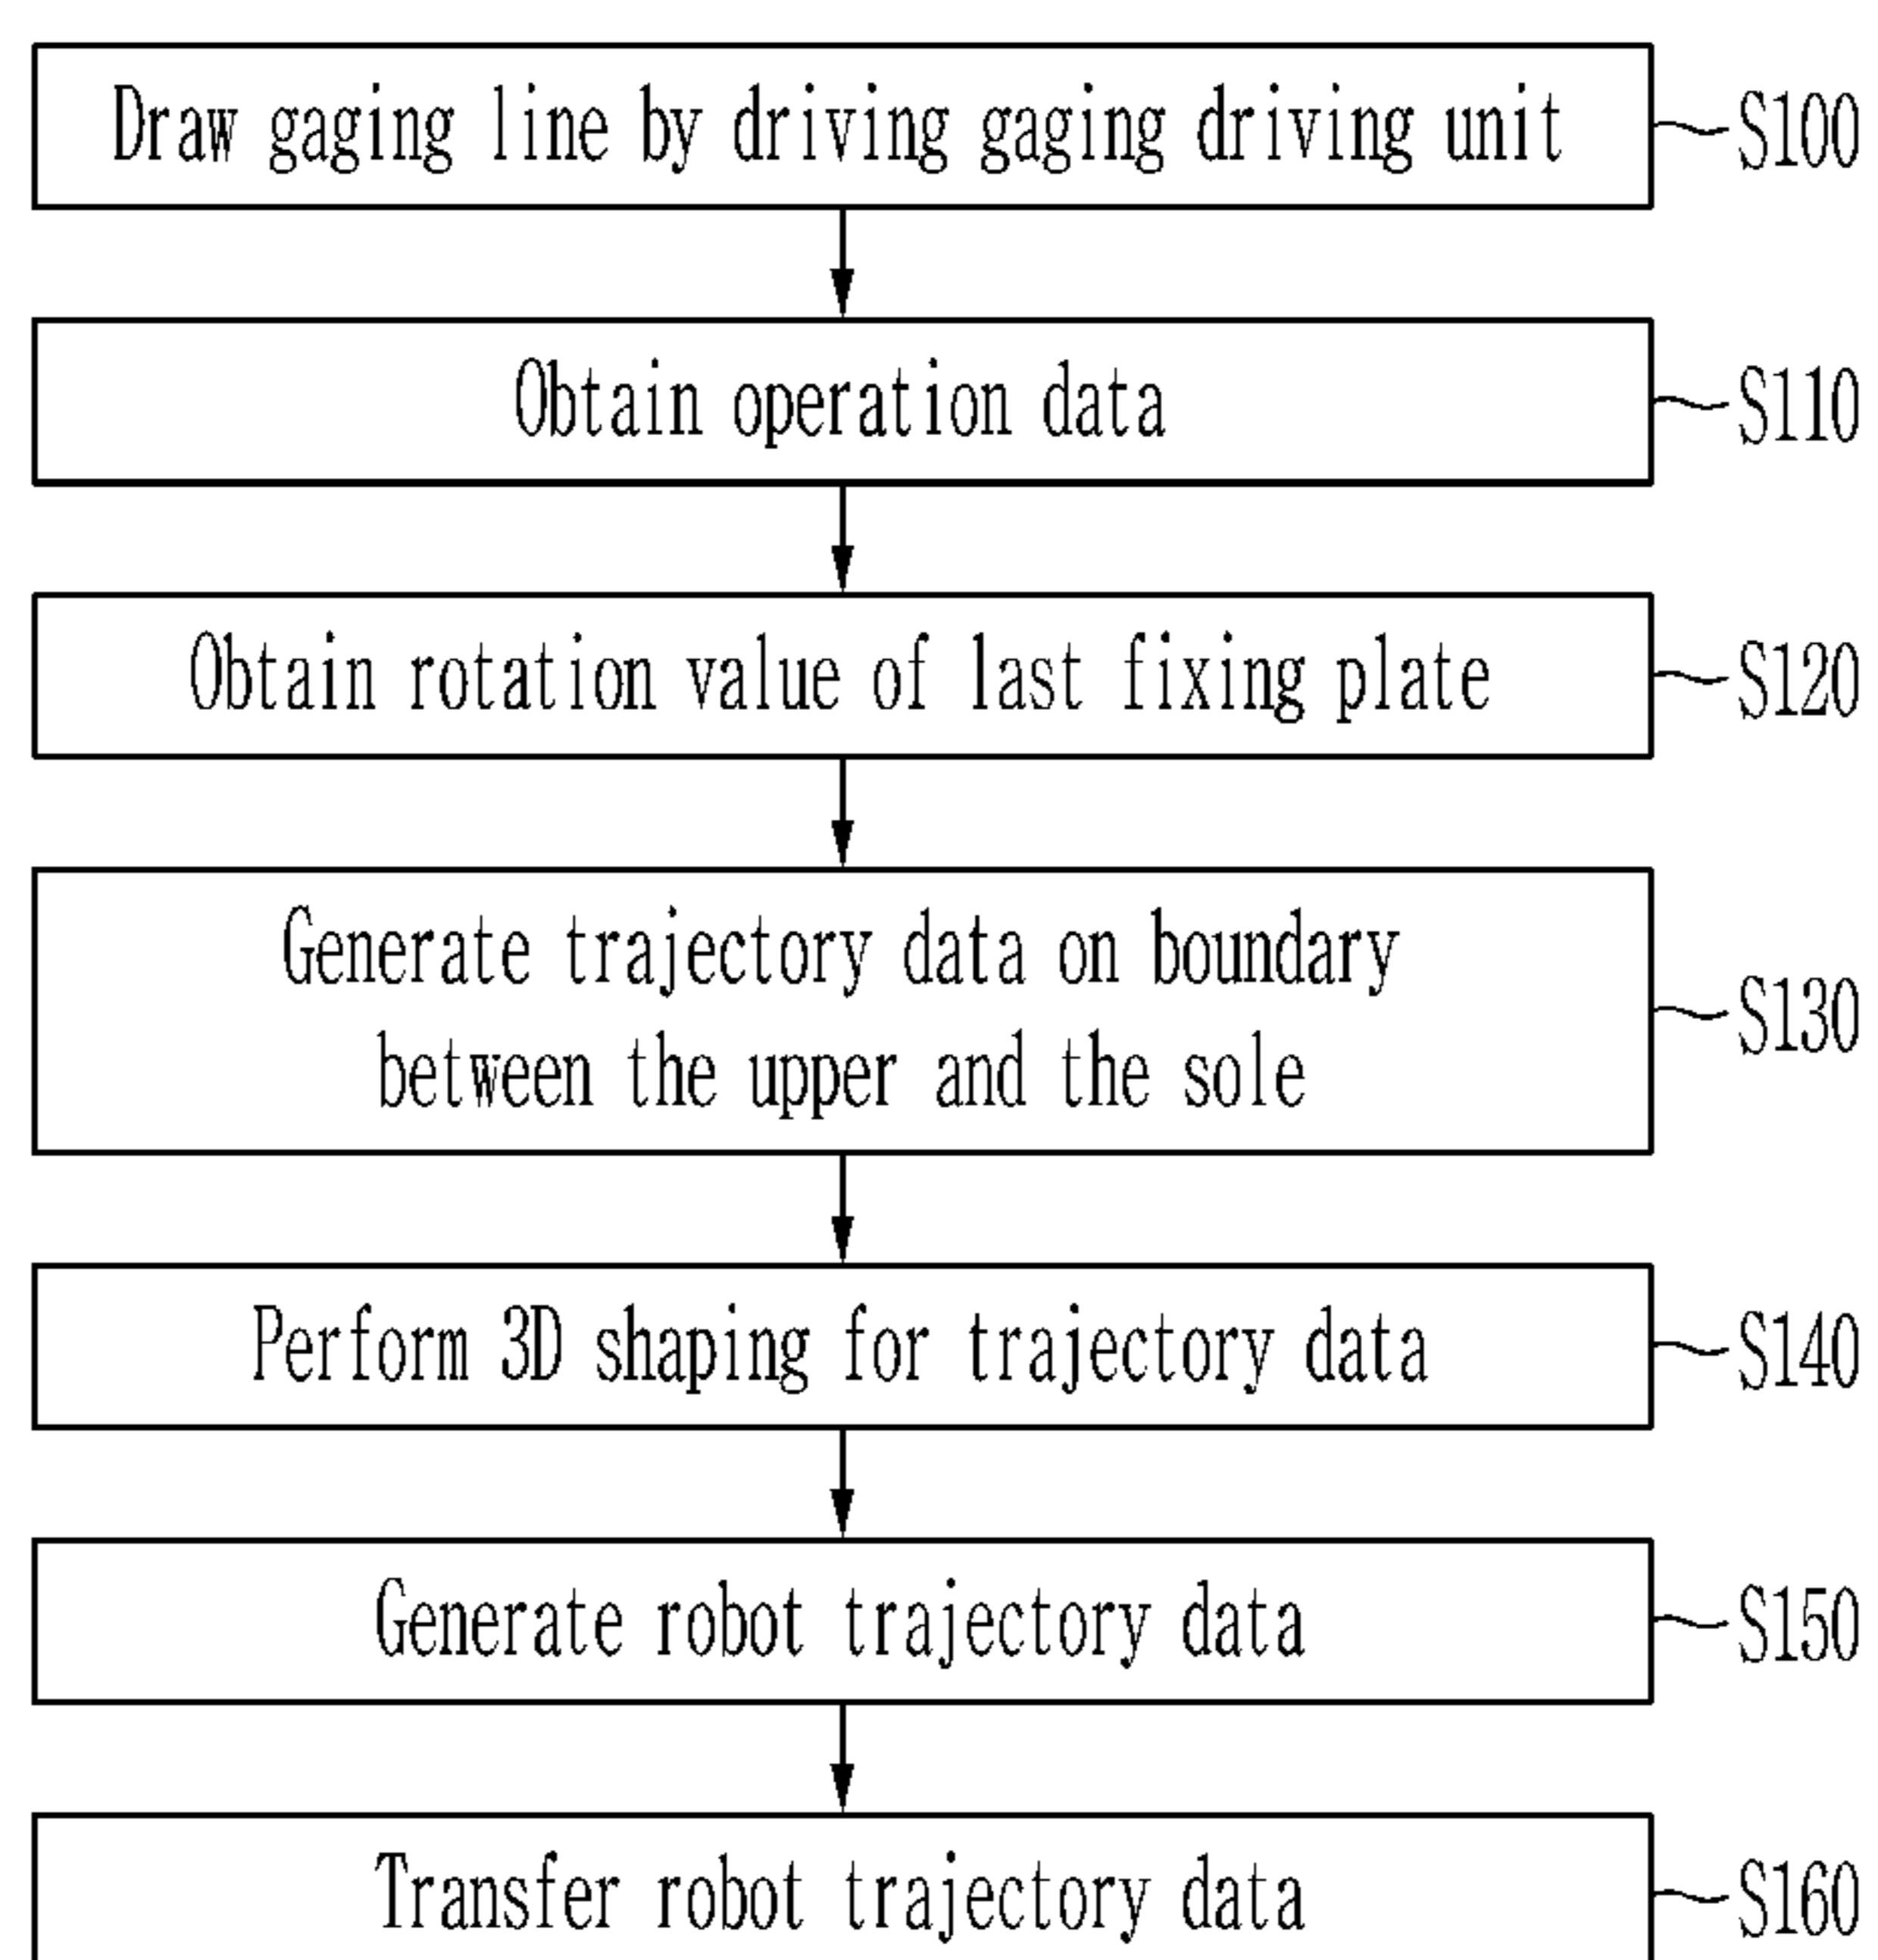 Draw gaging line by driving gaging driving unit
S100
Obtain operation data
S110
Obtain rotation value of last fixing plate
S120
Generate trajectory data on boundary
between the upper and the sole
S130
Perform 3D shaping for trajectory data
S140
Generate robot trajectory data
S150
Transfer robot trajectory data
S160